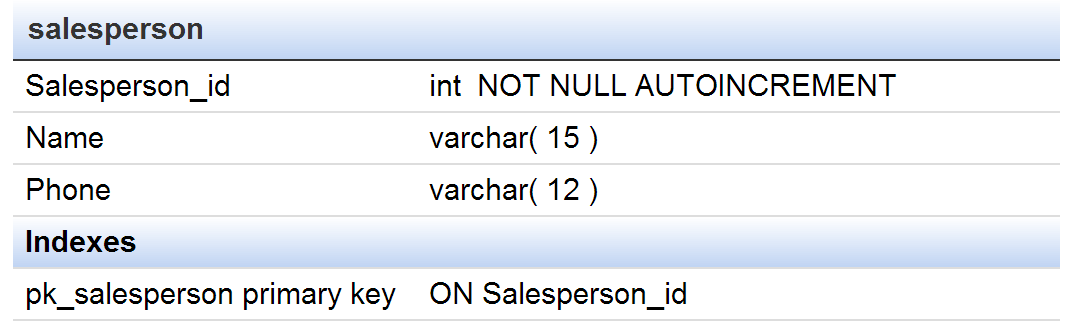 salesperson
Salesperson_id int NOT NULL AUTOINCREMENT
Name varchar( 15 )
Phone varchar( 12 )
Indexes
pk_salesperson primary key ON Salesperson_id